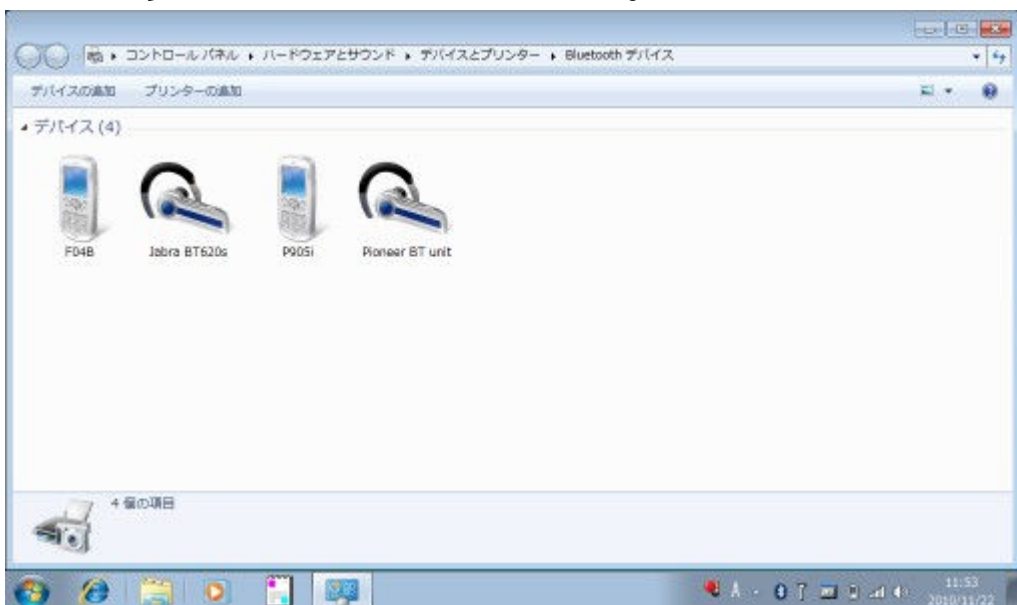 コントロール パネル ▸ ハードウェアとサウンド ▸ デバイスとプリンター ▸ Bluetooth デバイス
デバイスの追加 プリンターの追加
デバイス (4)
F04B Jabra BT620s P905i Pioneer BT unit
4 個の項目
A
11:53
2010/11/22